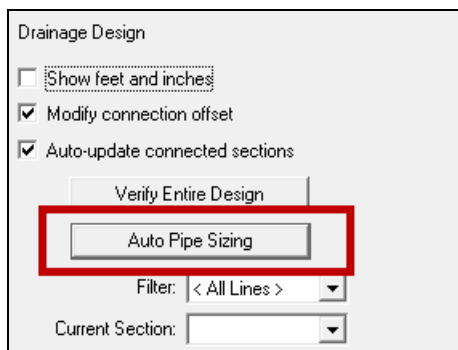 Drainage Design
Show feet and inches
Modify connection offset
Auto-update connected sections
Verify Entire Design
Auto Pipe Sizing
Filter: < All Lines >
Current Section: